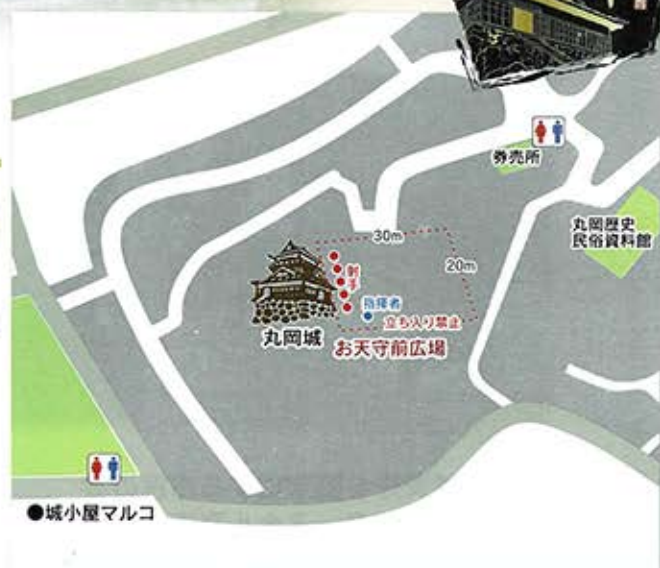 券売所
丸岡歴史
民俗資料館
30m
20m
射手
指揮者
立ち入り禁止
丸岡城
お天守前広場
●城小屋マルコ